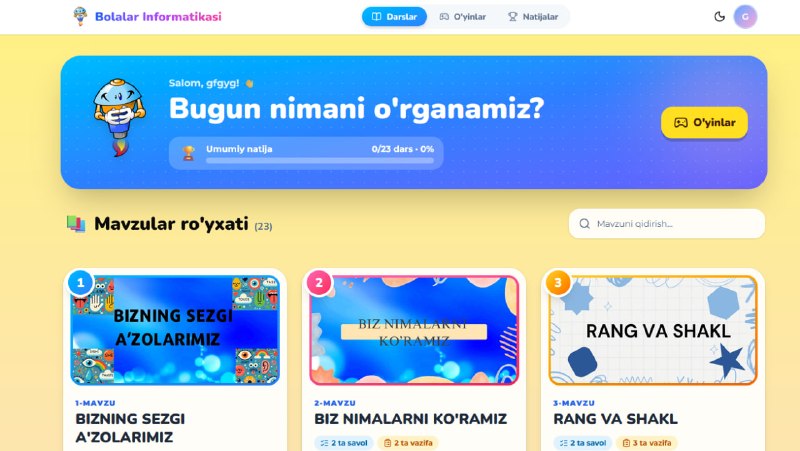 Bolalar Informatikasi
Darslar
O'yinlar
Natijalar
G
Salom, gfgyg!
Bugun nimani o'rganamiz?
Umumiy natija
0/23 dars · 0%
O'yinlar
Mavzular ro'yxati (23)
Mavzuni qidirish...
1
BIZNING SEZGI
A'ZOLARIMIZ
1-MAVZU
BIZNING SEZGI
A'ZOLARIMIZ
2
BIZ NIMALARNI
KO'RAMIZ
2-MAVZU
BIZ NIMALARNI KO'RAMIZ
2 ta savol
2 ta vazifa
3
RANG VA SHAKL
3-MAVZU
RANG VA SHAKL
2 ta savol
3 ta vazifa